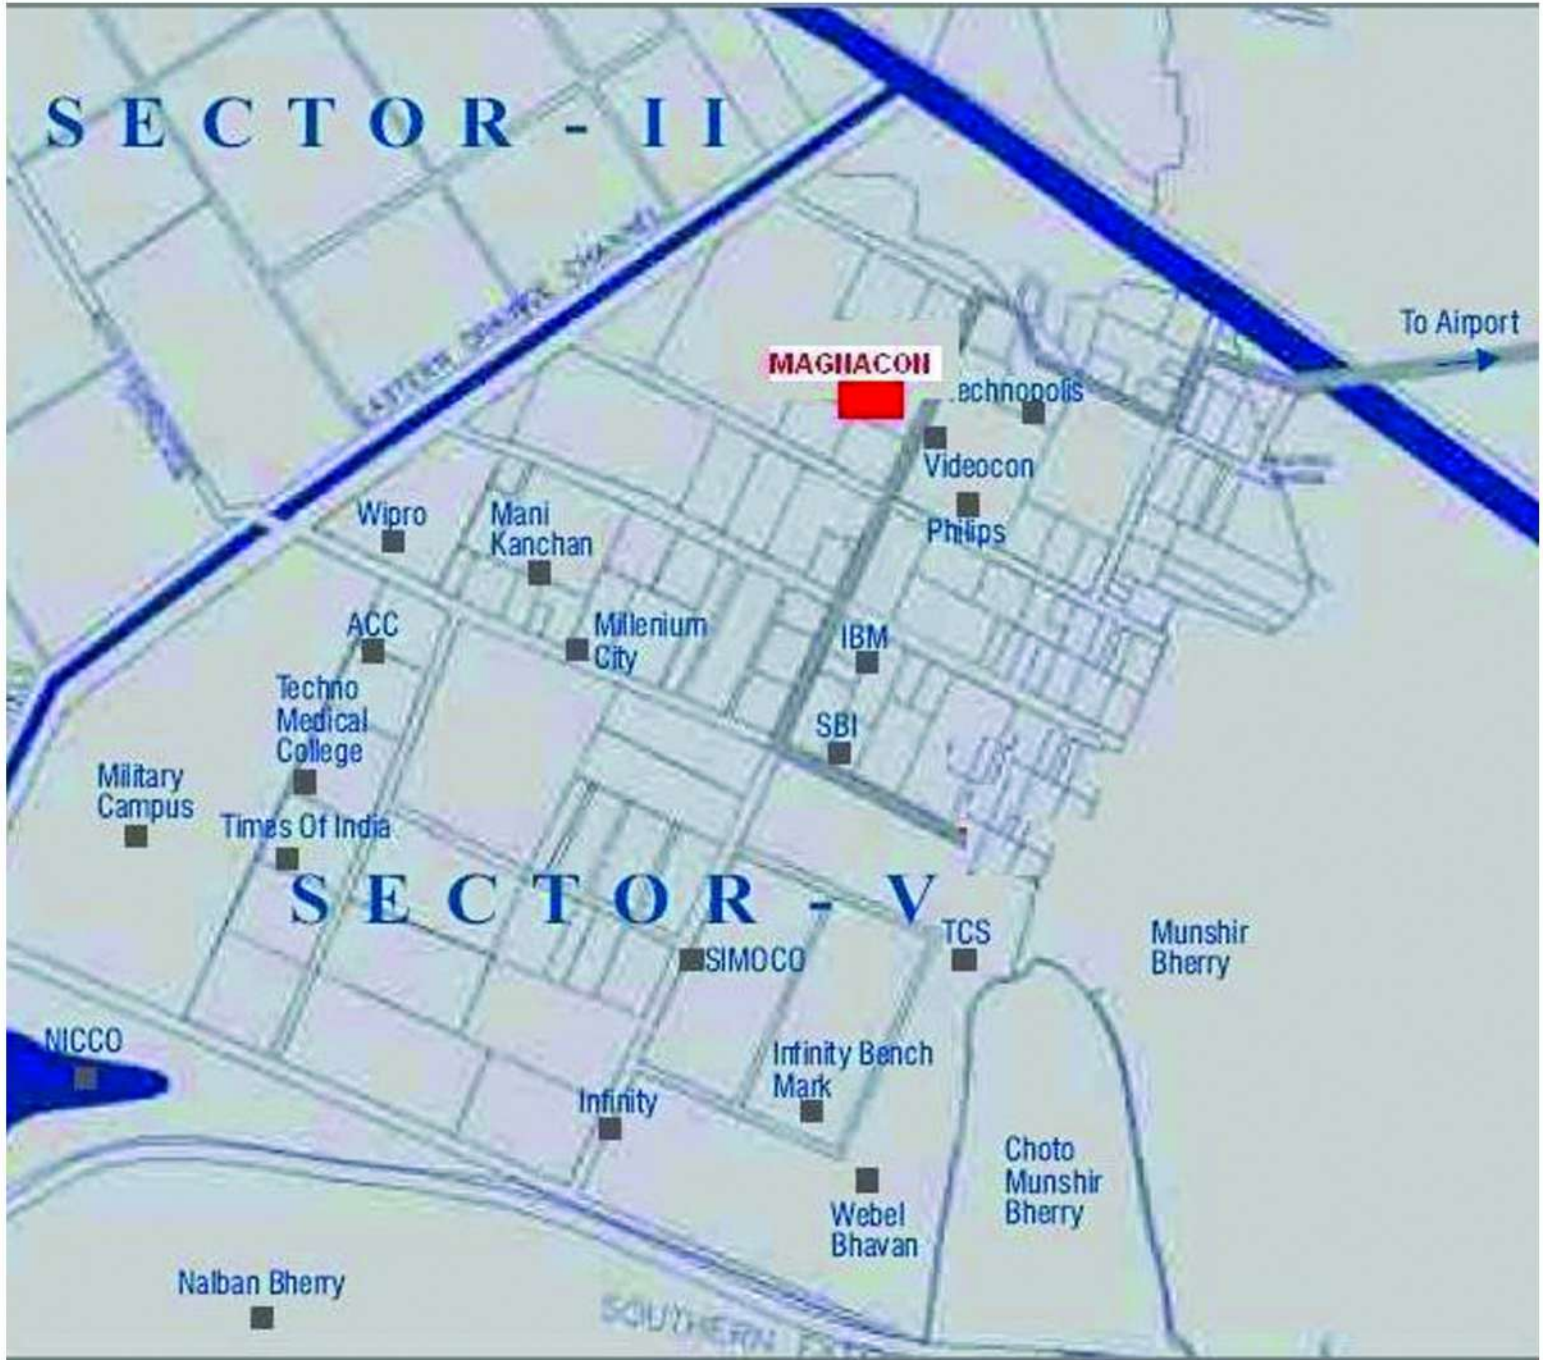 SECTOR - II
To Airport
MAGNACON
echnopolis
Videocon
Philips
Wipro
Mani
Kanchan
ACC
Millenium
City
IBM
Techno
Medical
College
SBI
Military
Campus
Times Of India
SECTOR - V
TCS
Munshir
Bherry
SIMOCO
NICCO
Infinity Bench
Mark
Infinity
Choto
Munshir
Bherry
Webel
Bhavan
Nalban Bherry
SOUTHERN